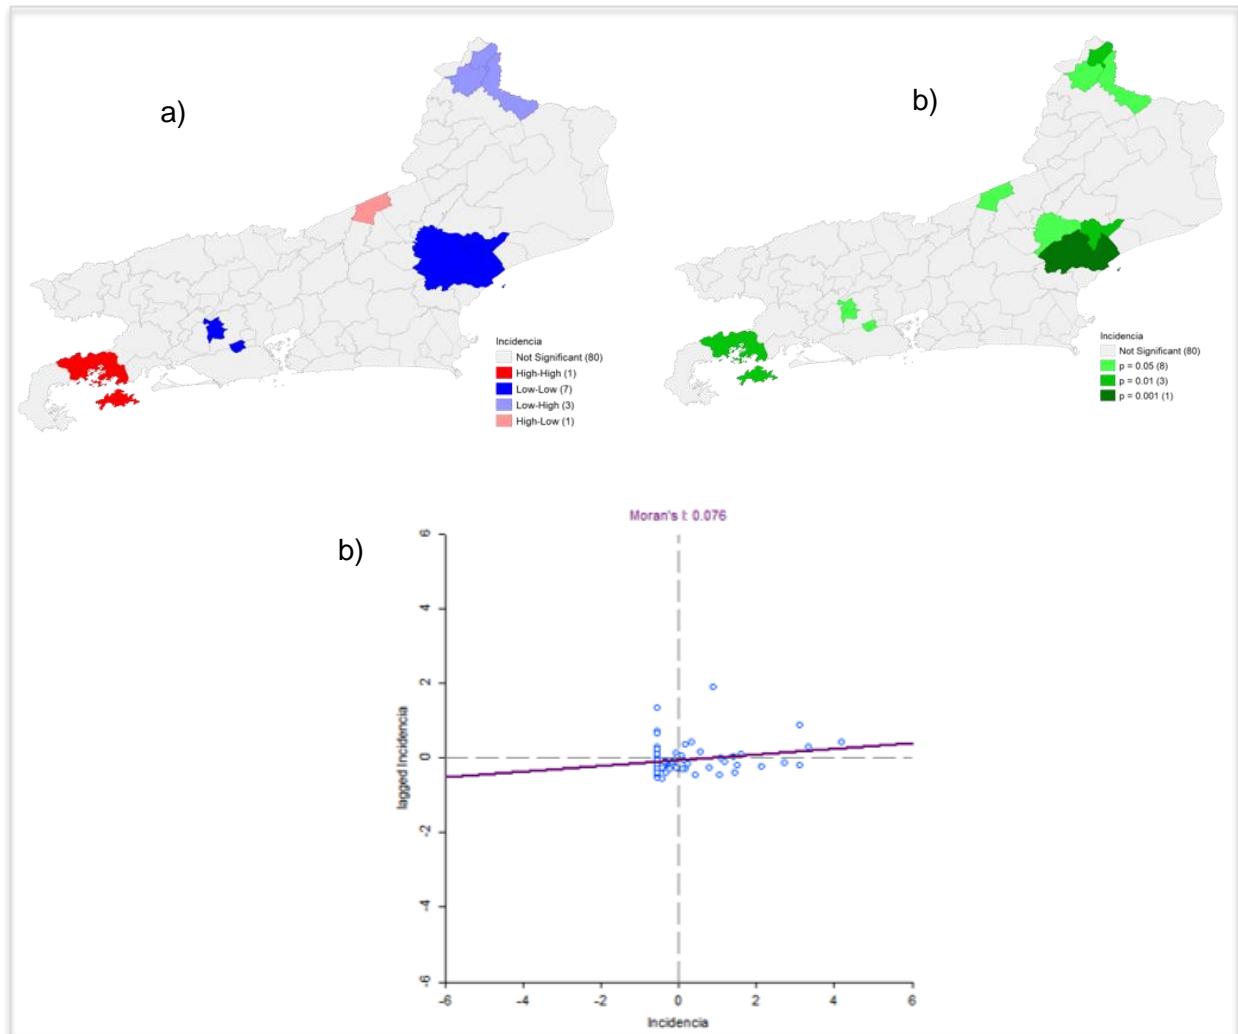 a)
Incidencia
Not Significant (80)
High-High (1)
Low-Low (7)
Low-High (3)
High-Low (1)
b)
Incidencia
Not Significant (80)
p = 0.05 (8)
p = 0.01 (3)
p = 0.001 (1)
b)
Moran's I: 0.076
lagged Incidencia
6
4
2
0
-2
-4
-6
-6 -4 -2 0 2 4 6
Incidencia